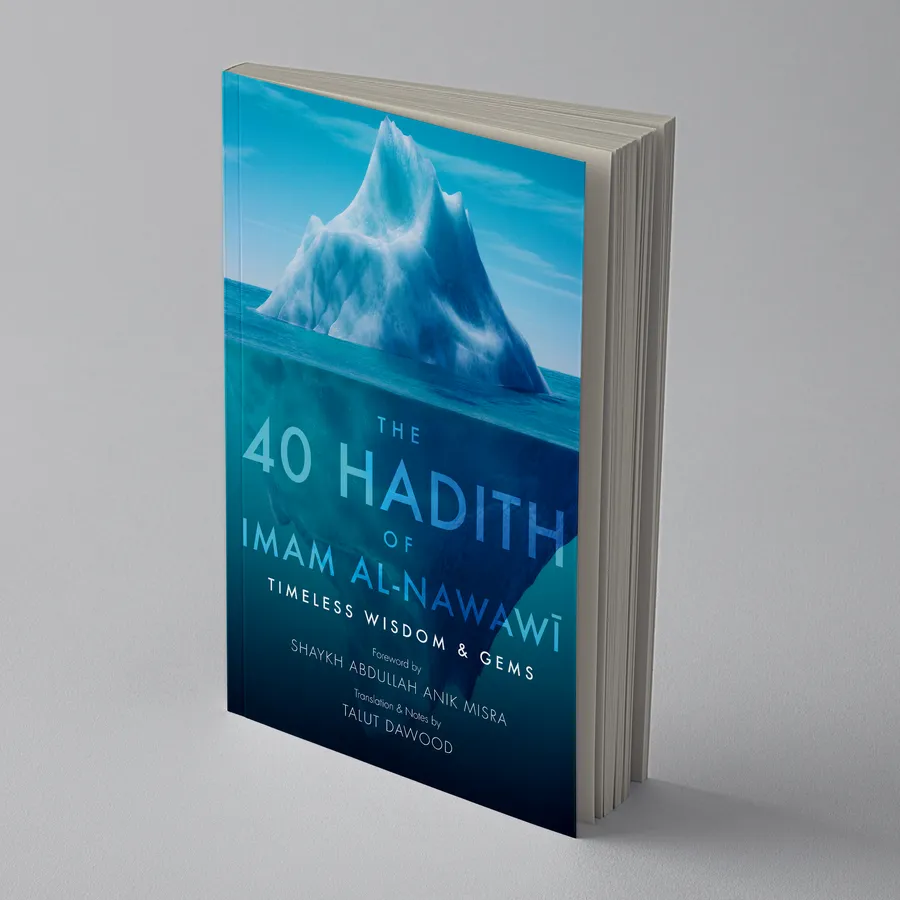 THE
40 HADITH
OF
IMAM AL-NAWAWĪ
TIMELESS WISDOM & GEMS
Foreword by
SHAYKH ABDULLAH ANIK MISRA
Translation & Notes by
TALUT DAWOOD